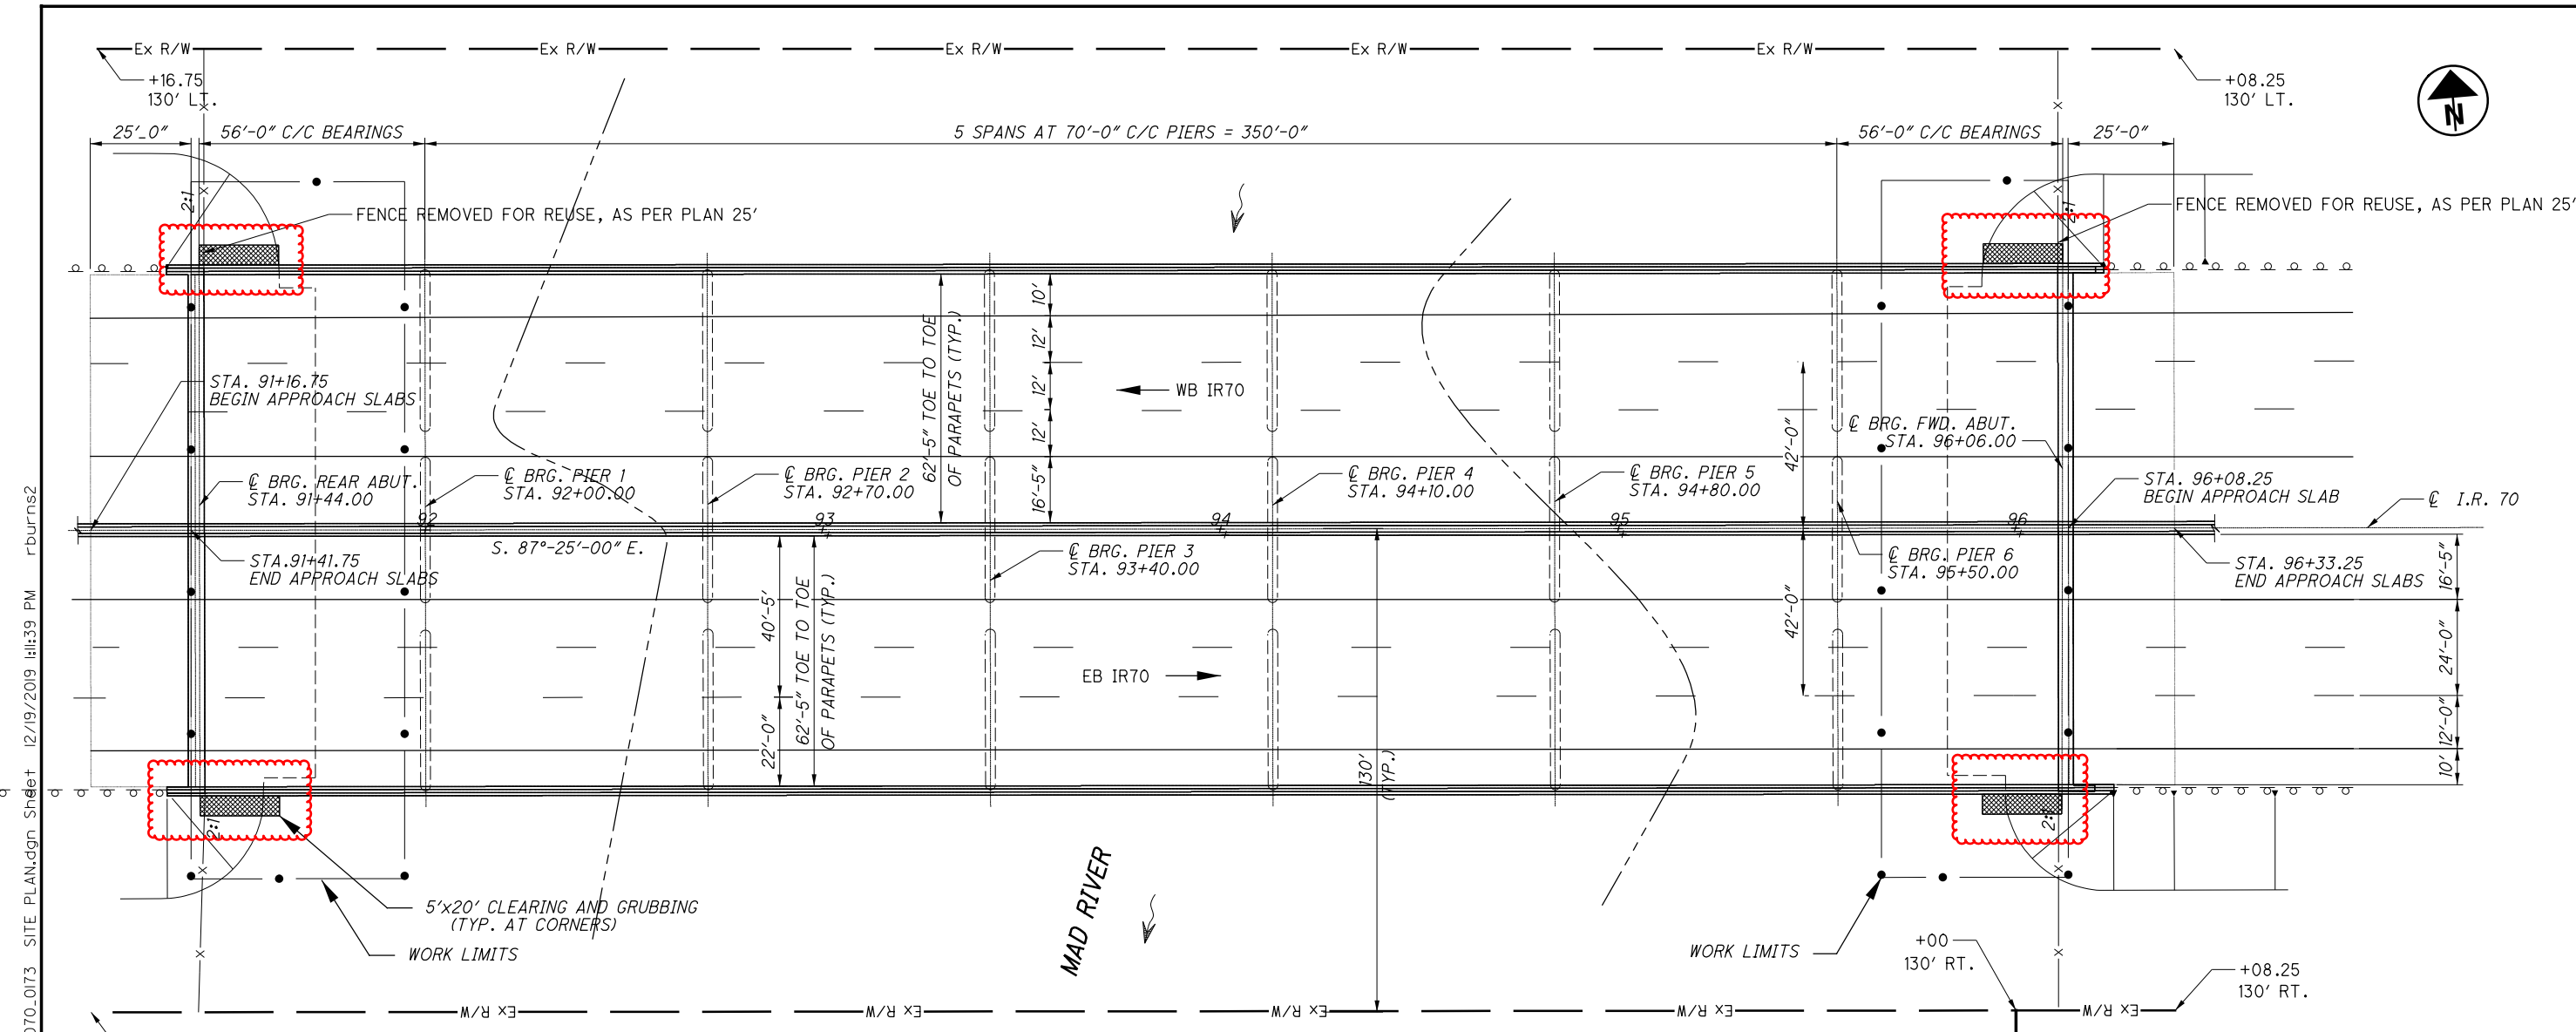 Ex R/W Ex R/W Ex R/W Ex R/W Ex R/W
+16.75
130' LT.
+08.25
130' LT.
N
25'_0" 56'-0" C/C BEARINGS 5 SPANS AT 70'-0" C/C PIERS = 350'-0" 56'-0" C/C BEARINGS 25'-0"
2:1
2:1
FENCE REMOVED FOR REUSE, AS PER PLAN 25'
FENCE REMOVED FOR REUSE, AS PER PLAN 25'
62'-5" TOE TO TOE
OF PARAPETS (TYP.)
10'
12'
12'
12'
16'-5"
WB IR70
STA. 91+16.75
BEGIN APPROACH SLABS
42'-0"
℄ BRG. FWD. ABUT.
STA. 96+06.00
℄ BRG. REAR ABUT.
STA. 91+44.00
℄ BRG. PIER 1
STA. 92+00.00
℄ BRG. PIER 2
STA. 92+70.00
℄ BRG. PIER 4
STA. 94+10.00
℄ BRG. PIER 5
STA. 94+80.00
STA. 96+08.25
BEGIN APPROACH SLAB
℄ I.R. 70
92 93 94 95 96
S. 87°-25'-00" E.
STA.91+41.75
END APPROACH SLABS
℄ BRG. PIER 3
STA. 93+40.00
℄ BRG. PIER 6
STA. 95+50.00
STA. 96+33.25
END APPROACH SLABS
40'-5'
22'-0"
62'-5" TOE TO TOE
OF PARAPETS (TYP.)
42'-0"
16'-5"
24'-0"
12'-0"
10'
EB IR70
130'
(TYP.)
2:1
2:1
5'x20' CLEARING AND GRUBBING
(TYP. AT CORNERS)
WORK LIMITS
MAD RIVER
WORK LIMITS
+00
130' RT.
+08.25
130' RT.
Ex R/W Ex R/W Ex R/W Ex R/W Ex R/W
070_0173 SITE PLAN.dgn Sheet 12/19/2019 1:11:39 PM rburns2